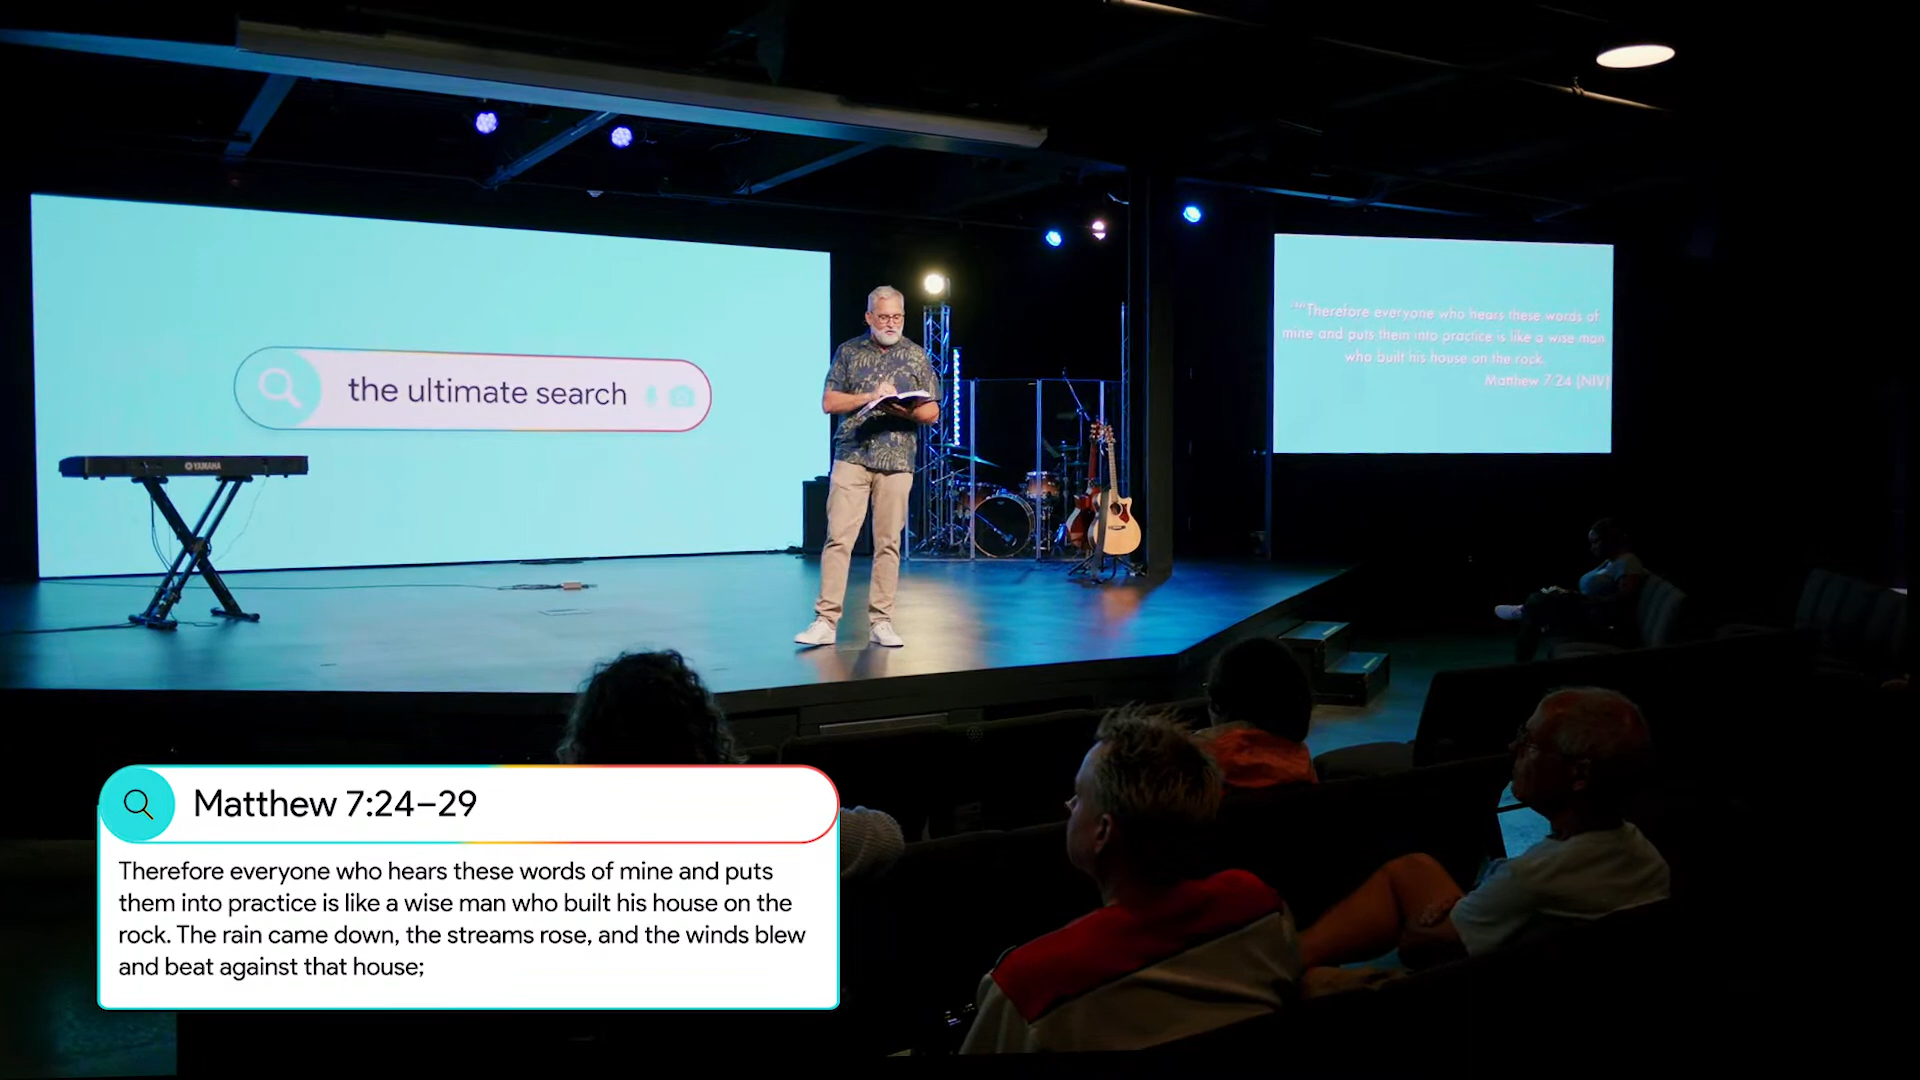 the ultimate search
YAMAHA
"Therefore everyone who hears these words of
mine and puts them into practice is like a wise man
who built his house on the rock.
Matthew 7:24 (NIV)
Matthew 7:24–29
Therefore everyone who hears these words of mine and puts
them into practice is like a wise man who built his house on the
rock. The rain came down, the streams rose, and the winds blew
and beat against that house;